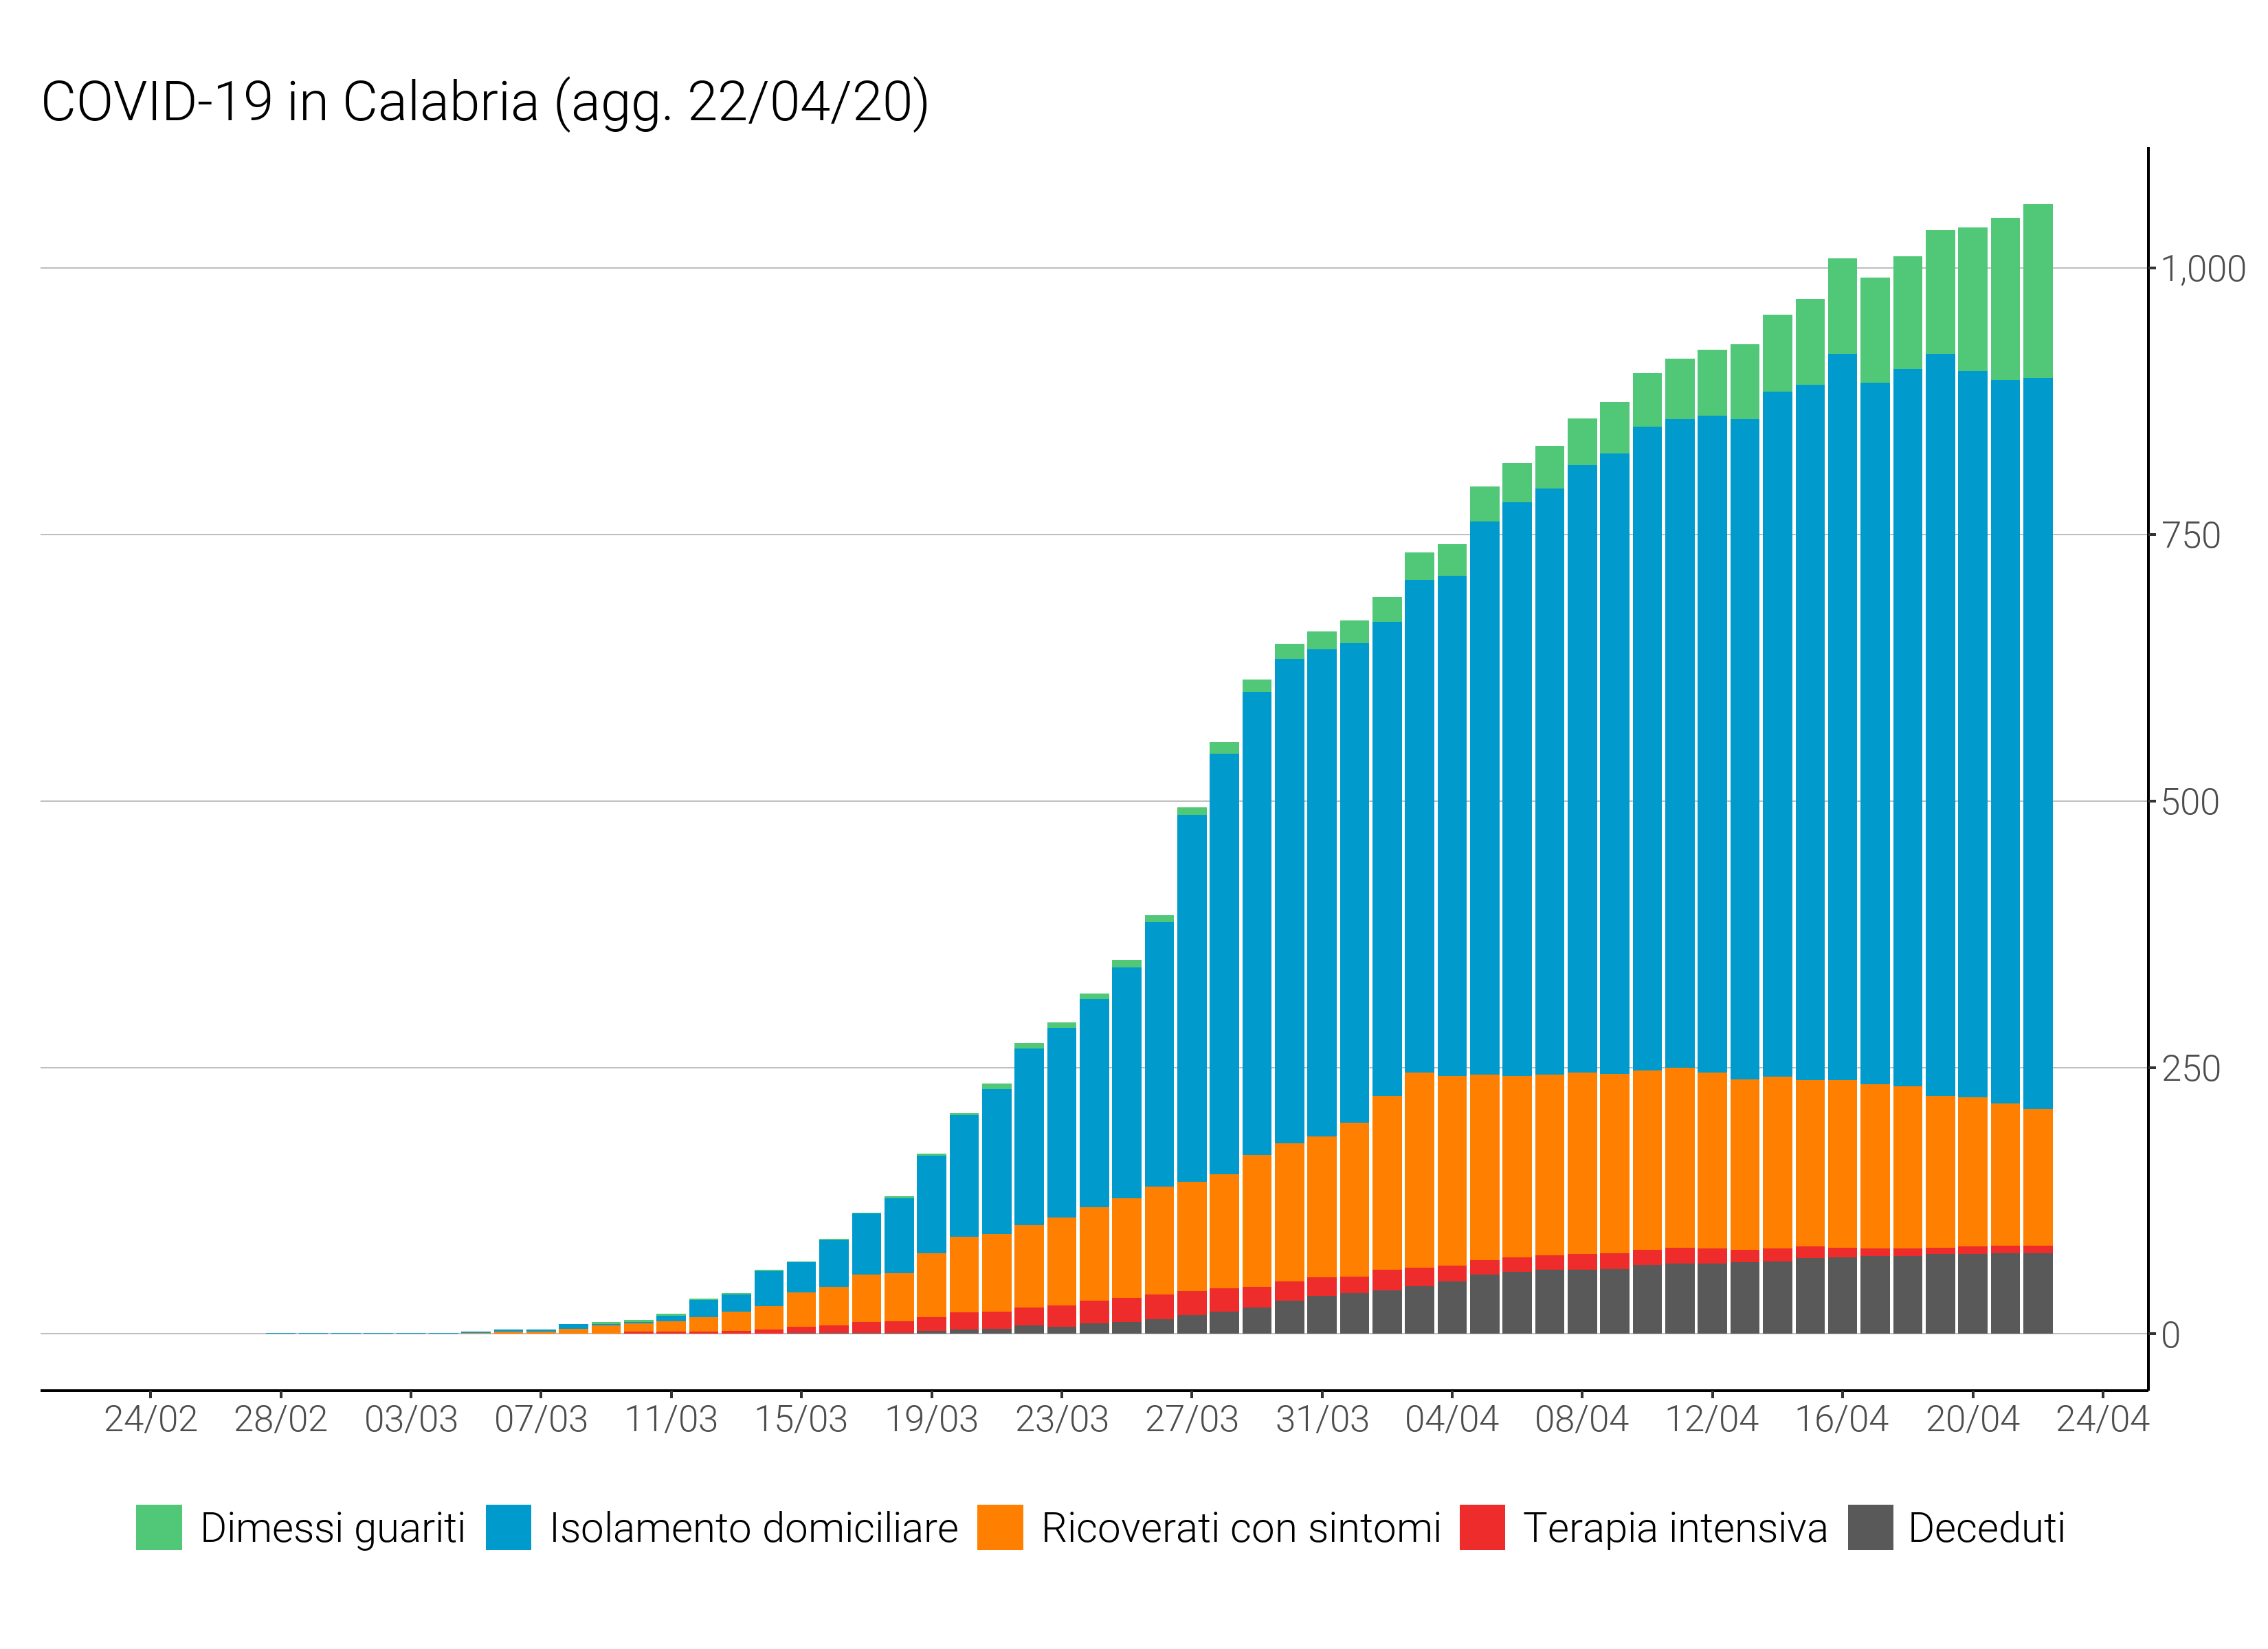 COVID-19 in Calabria (agg. 22/04/20)
1,000
750
500
250
0
24/02 28/02 03/03 07/03 11/03 15/03 19/03 23/03 27/03 31/03 04/04 08/04 12/04 16/04 20/04 24/04
Dimessi guariti Isolamento domiciliare Ricoverati con sintomi Terapia intensiva Deceduti